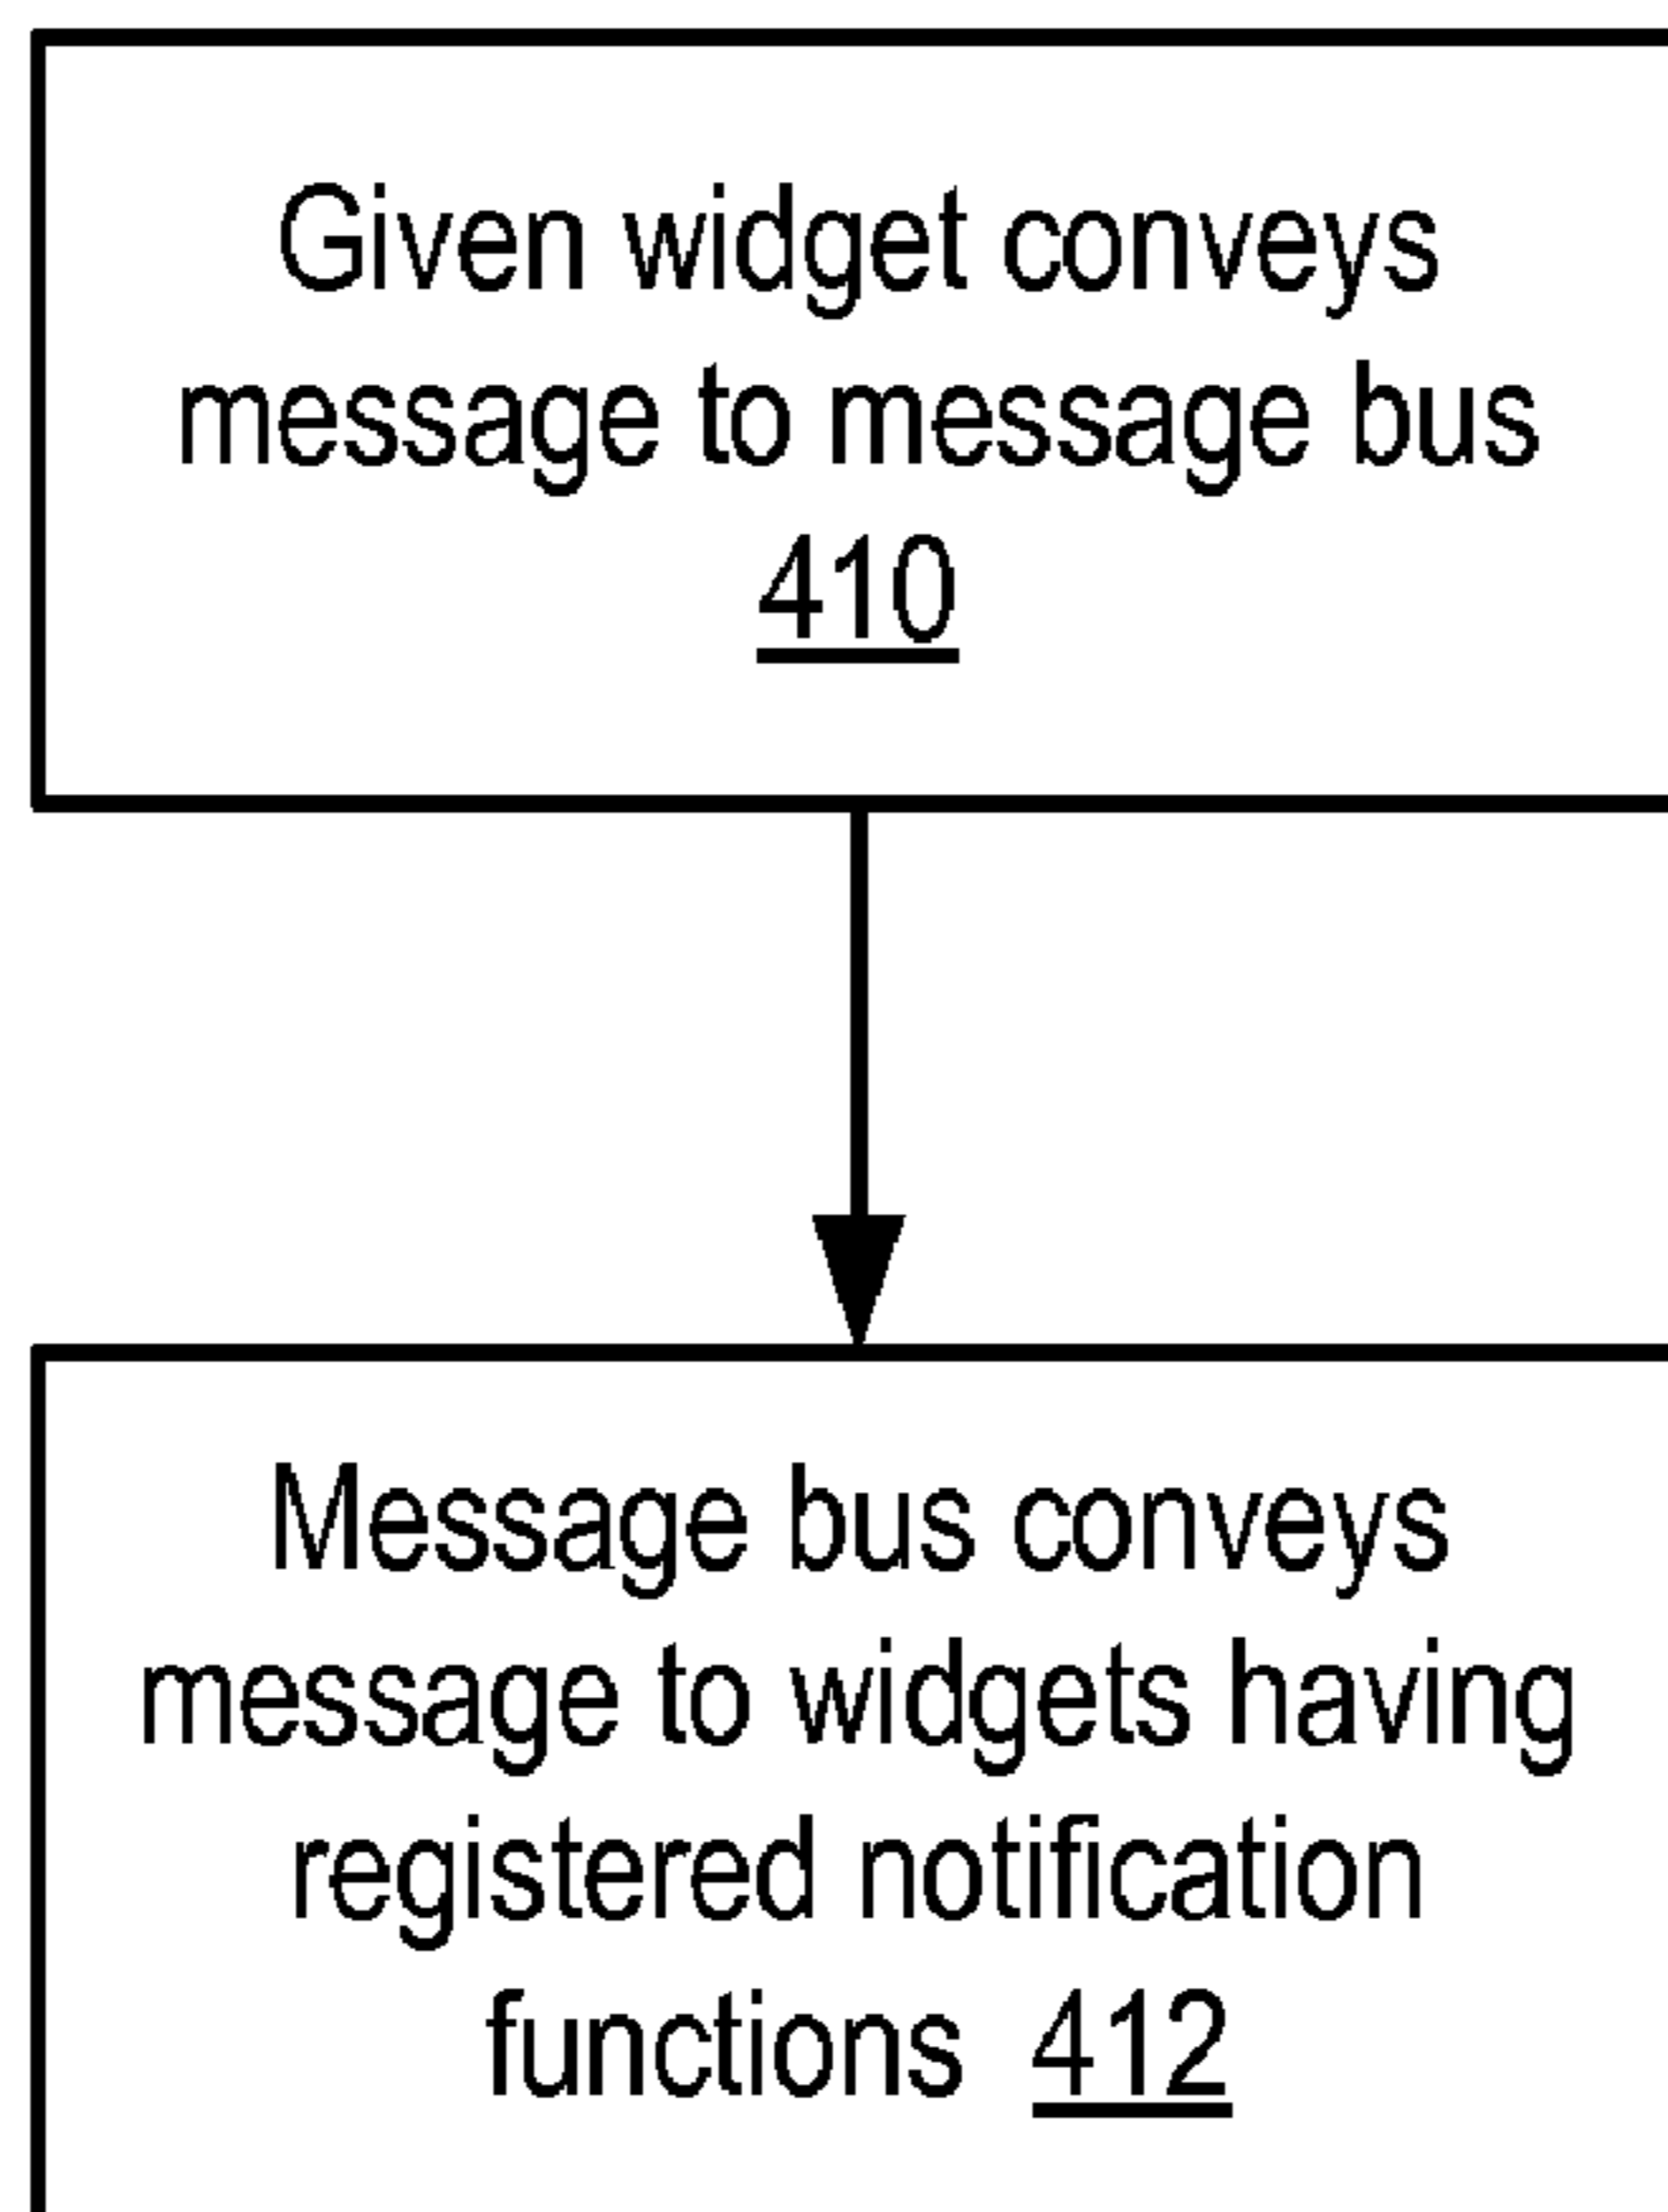 Given widget conveys
message to message bus
410
Message bus conveys
message to widgets having
registered notification
functions 412